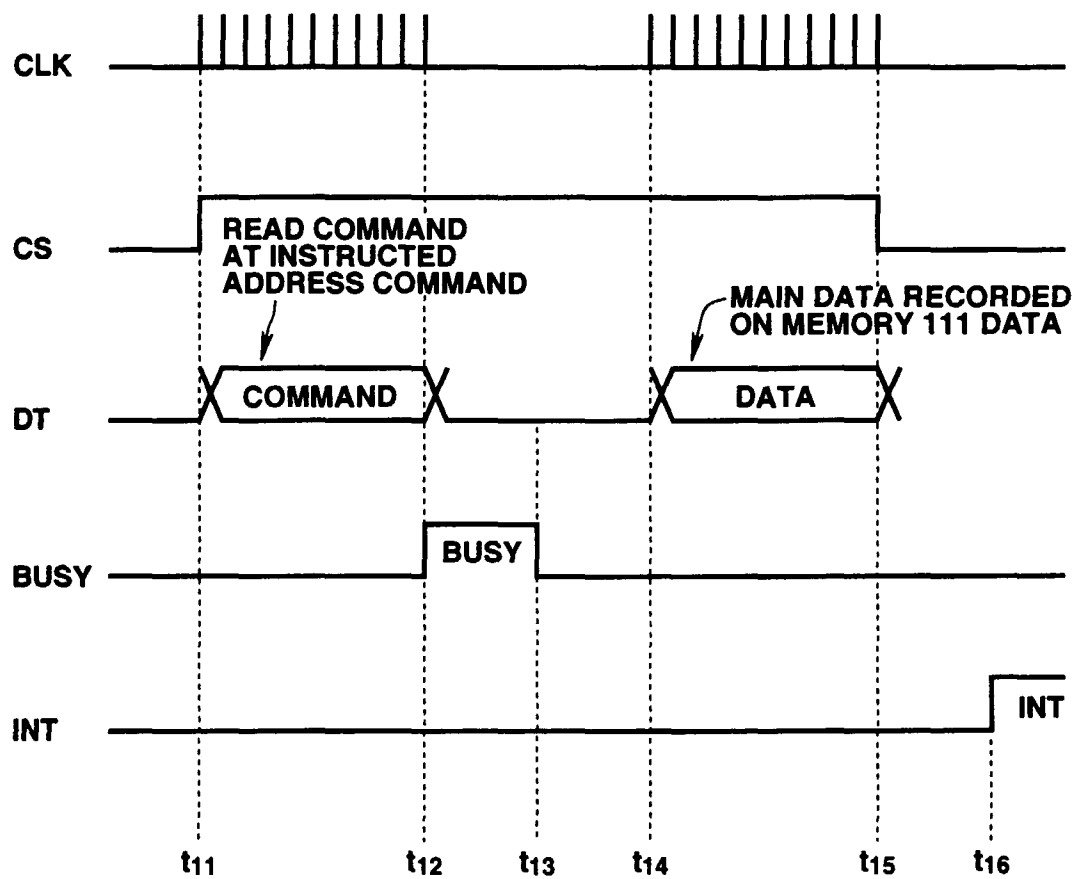 CLK
CS
READ COMMAND
AT INSTRUCTED
ADDRESS COMMAND
MAIN DATA RECORDED
ON MEMORY 111 DATA
DT
COMMAND
DATA
BUSY
BUSY
INT
INT
t11 t12 t13 t14 t15 t16